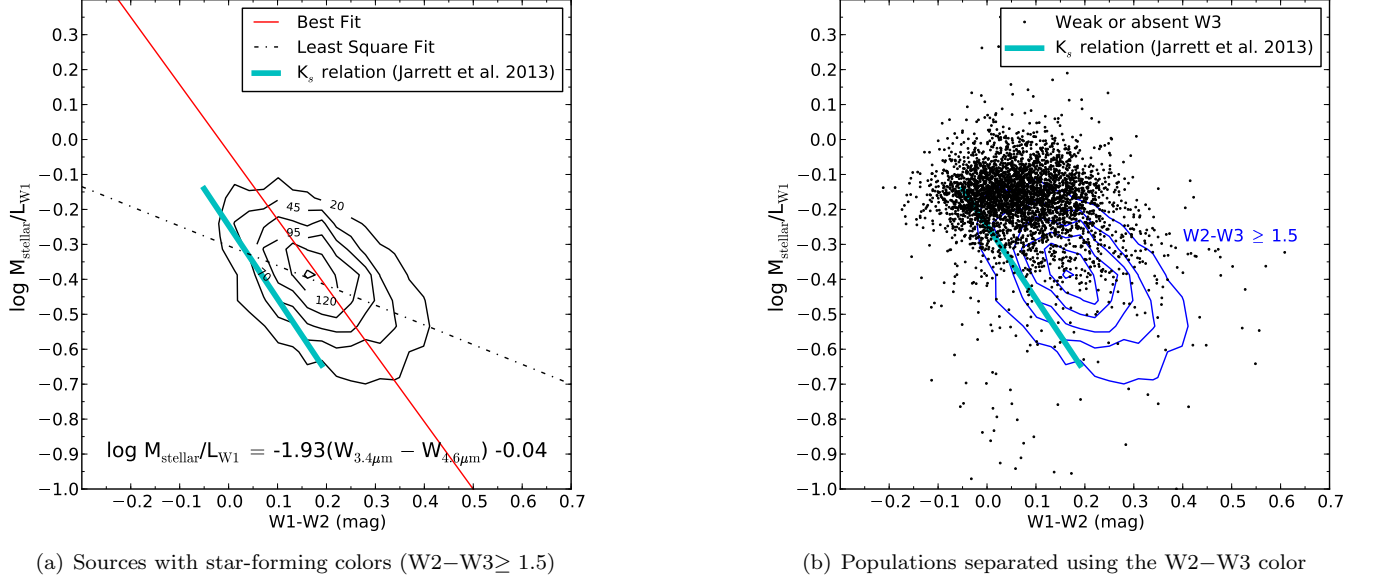 0.3
0.2
0.1
0.0
−0.1
−0.2
−0.3
−0.4
−0.5
−0.6
−0.7
−0.8
−0.9
−1.0
log M_stellar/L_W1
Best Fit
Least Square Fit
K_s relation (Jarrett et al. 2013)
20
45
95
70
120
log M_stellar/L_W1 = -1.93(W_3.4μm − W_4.6μm) -0.04
−0.2 −0.1 0.0 0.1 0.2 0.3 0.4 0.5 0.6 0.7
W1-W2 (mag)
(a) Sources with star-forming colors (W2−W3≥ 1.5)
0.3
0.2
0.1
0.0
−0.1
−0.2
−0.3
−0.4
−0.5
−0.6
−0.7
−0.8
−0.9
−1.0
log M_stellar/L_W1
Weak or absent W3
K_s relation (Jarrett et al. 2013)
W2-W3 ≥ 1.5
−0.2 −0.1 0.0 0.1 0.2 0.3 0.4 0.5 0.6 0.7
W1-W2 (mag)
(b) Populations separated using the W2−W3 color